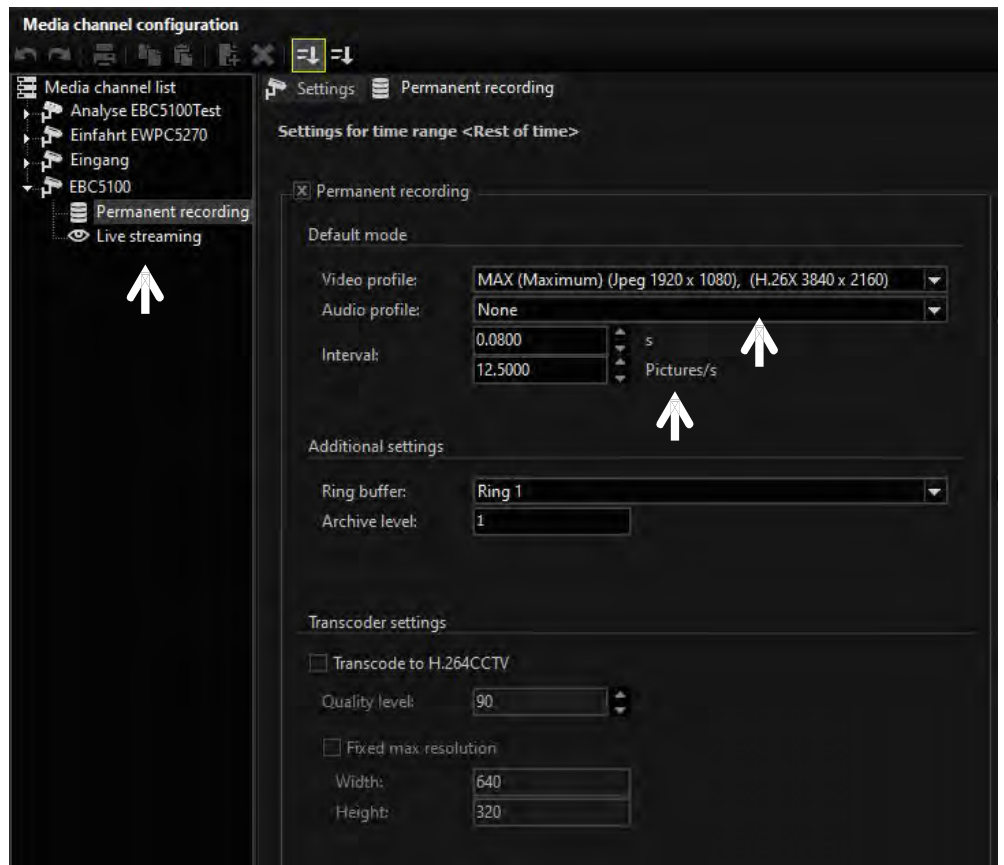 Media channel configuration
Media channel list
Analyse EBC5100Test
Einfahrt EWPC5270
Eingang
EBC5100
Permanent recording
Live streaming
Settings Permanent recording
Settings for time range <Rest of time>
Permanent recording
Default mode
Video profile: MAX (Maximum) (Jpeg 1920 x 1080), (H.26X 3840 x 2160)
Audio profile: None
Interval: 0.0800 s
12.5000 Pictures/s
Additional settings
Ring buffer: Ring 1
Archive level: 1
Transcoder settings
Transcode to H.264CCTV
Quality level: 90
Fixed max resolution
Width: 640
Height: 320